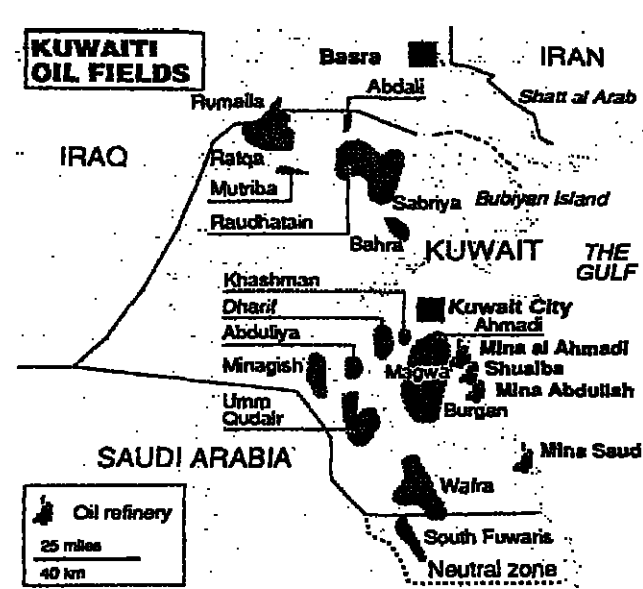 KUWAITI
OIL FIELDS
Basra
IRAN
Abdali
Rumaila
Shatt al Arab
IRAQ
Ratqa
Mutriba
Sabriya
Bubiyan Island
Raudhatain
Bahra
KUWAIT
THE
GULF
Khashman
Kuwait City
Dharif
Ahmadi
Abduliya
Mina al Ahmadi
Minagish
Magwa
Shuaiba
Mina Abdullah
Umm
Qudair
Burgan
Mina Saud
SAUDI ARABIA
Wafra
Oil refinery
South Fuwaris
25 miles
40 km
Neutral zone